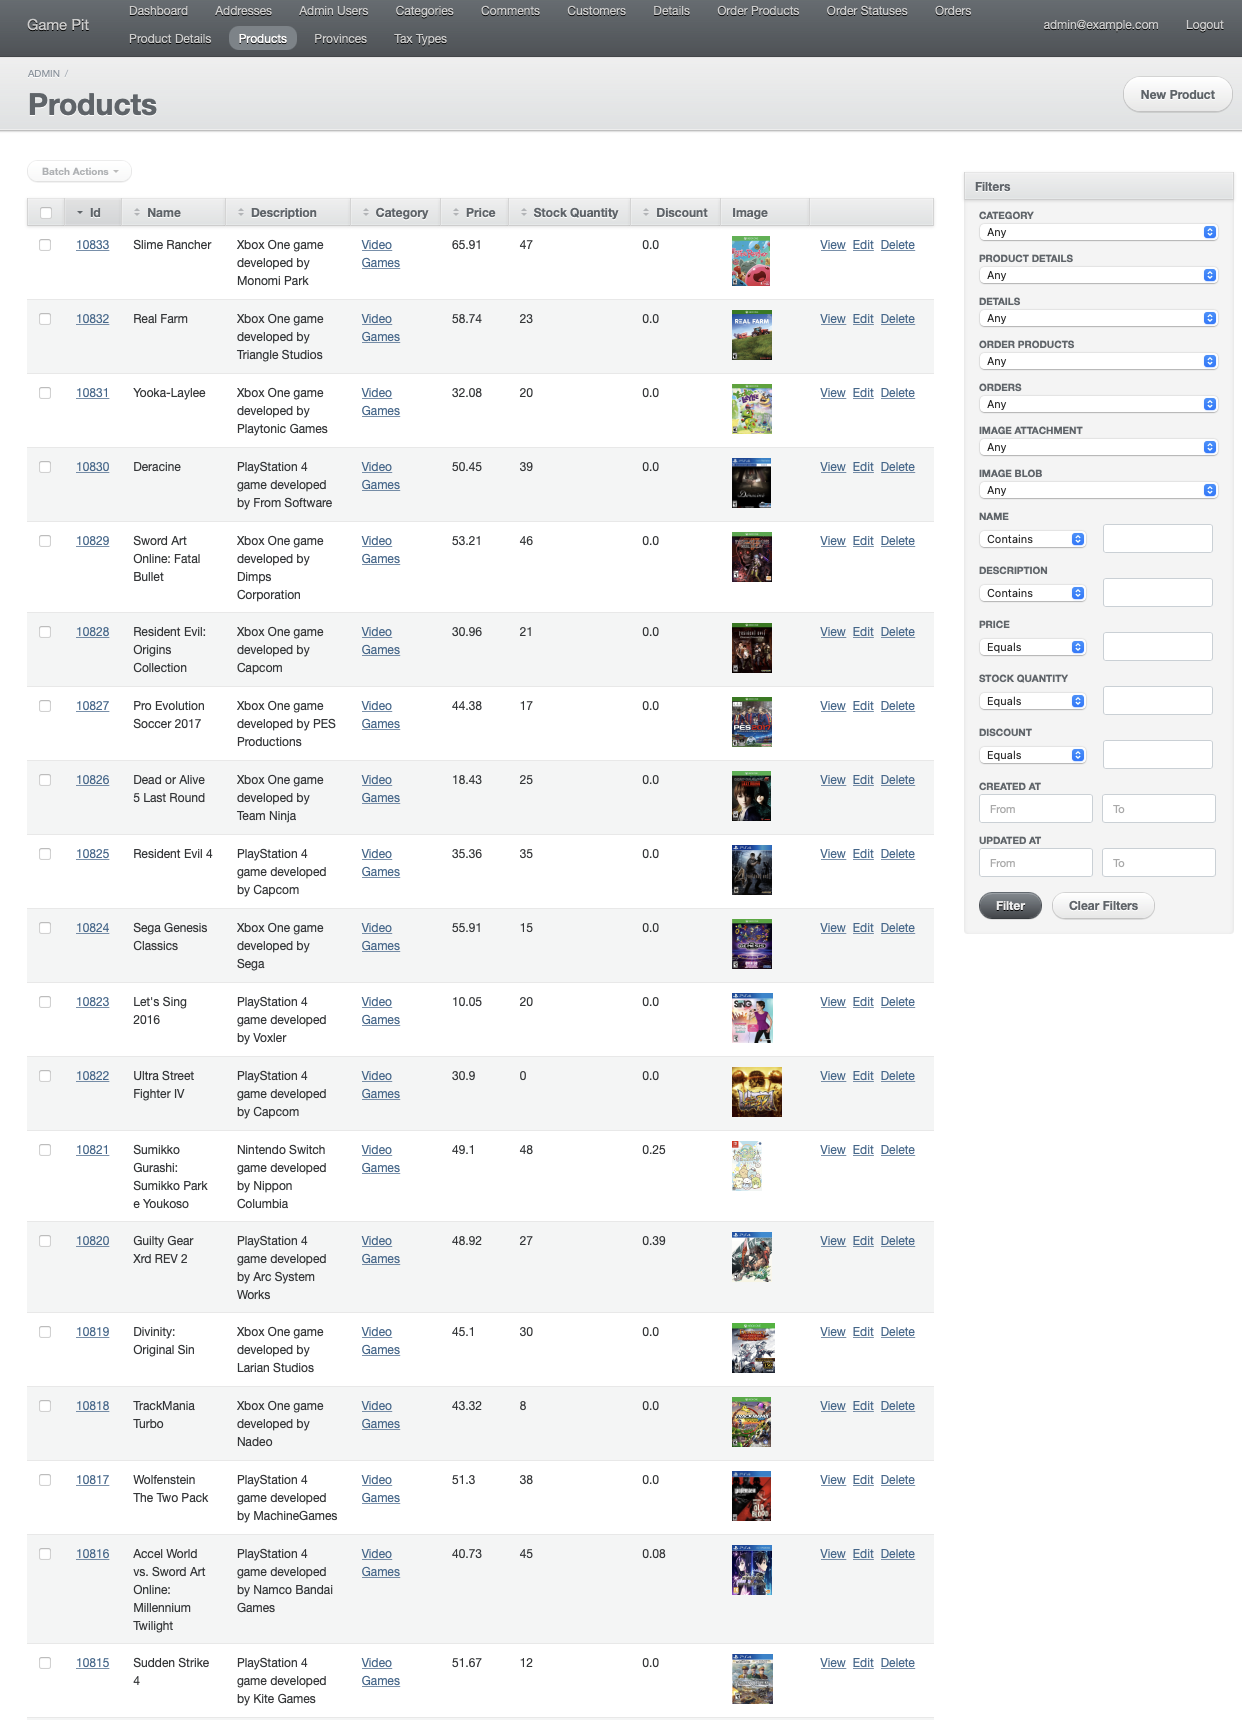 Game Pit
Dashboard Addresses Admin Users Categories Comments Customers Details Order Products Order Statuses Orders
Product Details Products Provinces Tax Types
admin@example.com Logout
ADMIN /
Products
New Product
Batch Actions
Id Name Description Category Price Stock Quantity Discount Image
10833 Slime Rancher Xbox One game Video 65.91 47 0.0 View Edit Delete
developed by Games
Monomi Park
10832 Real Farm Xbox One game Video 58.74 23 0.0 REAL FARM View Edit Delete
developed by Games
Triangle Studios
10831 Yooka-Laylee Xbox One game Video 32.08 20 0.0 View Edit Delete
developed by Games
Playtonic Games
10830 Deracine PlayStation 4 Video 50.45 39 0.0 View Edit Delete
game developed Games
by From Software
10829 Sword Art Xbox One game Video 53.21 46 0.0 View Edit Delete
Online: Fatal developed by Games
Bullet Dimps
Corporation
10828 Resident Evil: Xbox One game Video 30.96 21 0.0 View Edit Delete
Origins developed by Games
Collection Capcom
10827 Pro Evolution Xbox One game Video 44.38 17 0.0 View Edit Delete
Soccer 2017 developed by PES Games
Productions
10826 Dead or Alive Xbox One game Video 18.43 25 0.0 View Edit Delete
5 Last Round developed by Games
Team Ninja
10825 Resident Evil 4 PlayStation 4 Video 35.36 35 0.0 View Edit Delete
game developed Games
by Capcom
10824 Sega Genesis Xbox One game Video 55.91 15 0.0 View Edit Delete
Classics developed by Games
Sega
10823 Let's Sing PlayStation 4 Video 10.05 20 0.0 View Edit Delete
2016 game developed Games
by Voxler
10822 Ultra Street PlayStation 4 Video 30.9 0 0.0 View Edit Delete
Fighter IV game developed Games
by Capcom
10821 Sumikko Nintendo Switch Video 49.1 48 0.25 View Edit Delete
Gurashi: game developed Games
Sumikko Park by Nippon
e Youkoso Columbia
10820 Guilty Gear PlayStation 4 Video 48.92 27 0.39 View Edit Delete
Xrd REV 2 game developed Games
by Arc System
Works
10819 Divinity: Xbox One game Video 45.1 30 0.0 View Edit Delete
Original Sin developed by Games
Larian Studios
10818 TrackMania Xbox One game Video 43.32 8 0.0 View Edit Delete
Turbo developed by Games
Nadeo
10817 Wolfenstein PlayStation 4 Video 51.3 38 0.0 View Edit Delete
The Two Pack game developed Games
by MachineGames
10816 Accel World PlayStation 4 Video 40.73 45 0.08 View Edit Delete
vs. Sword Art game developed Games
Online: by Namco Bandai
Millennium Games
Twilight
10815 Sudden Strike PlayStation 4 Video 51.67 12 0.0 View Edit Delete
4 game developed Games
by Kite Games
Filters
CATEGORY
Any
PRODUCT DETAILS
Any
DETAILS
Any
ORDER PRODUCTS
Any
ORDERS
Any
IMAGE ATTACHMENT
Any
IMAGE BLOB
Any
NAME
Contains
DESCRIPTION
Contains
PRICE
Equals
STOCK QUANTITY
Equals
DISCOUNT
Equals
CREATED AT
From To
UPDATED AT
From To
Filter Clear Filters